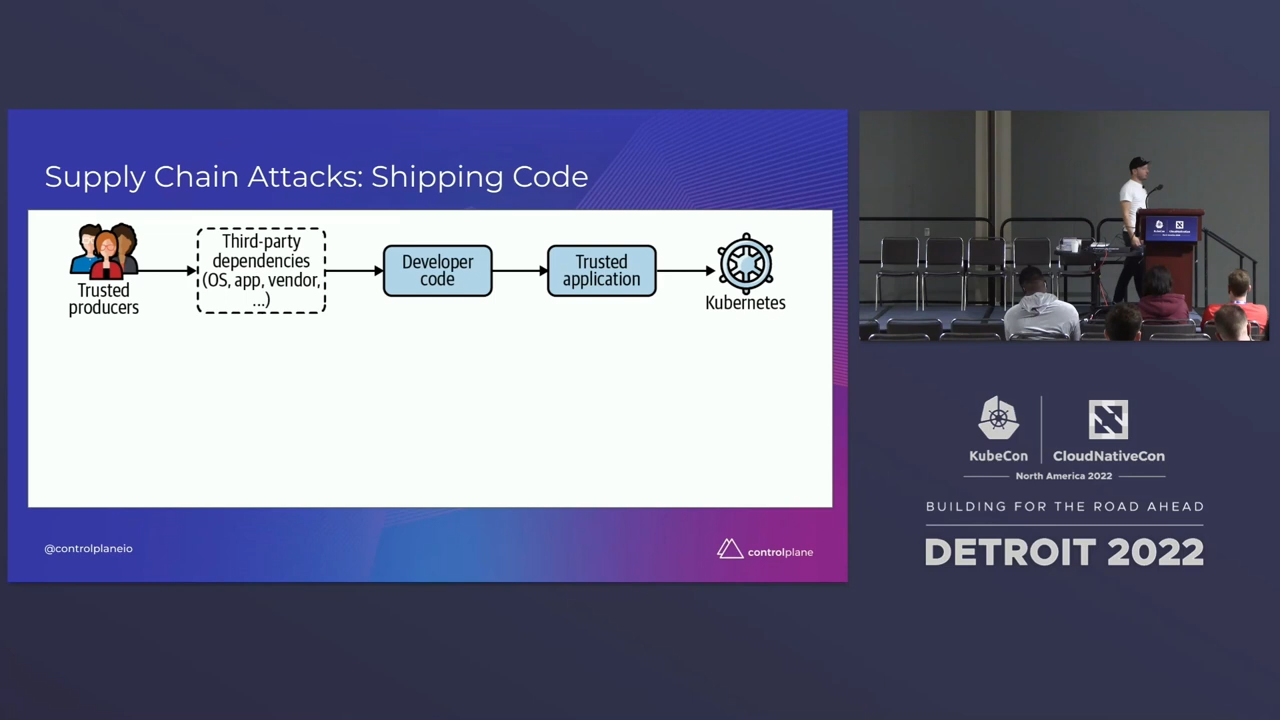 Supply Chain Attacks: Shipping Code
Trusted
producers
Third-party
dependencies
(OS, app, vendor,
...)
Developer
code
Trusted
application
Kubernetes
@controlplaneio
controlplane
KubeCon
CloudNativeCon
North America 2022
BUILDING FOR THE ROAD AHEAD
DETROIT 2022